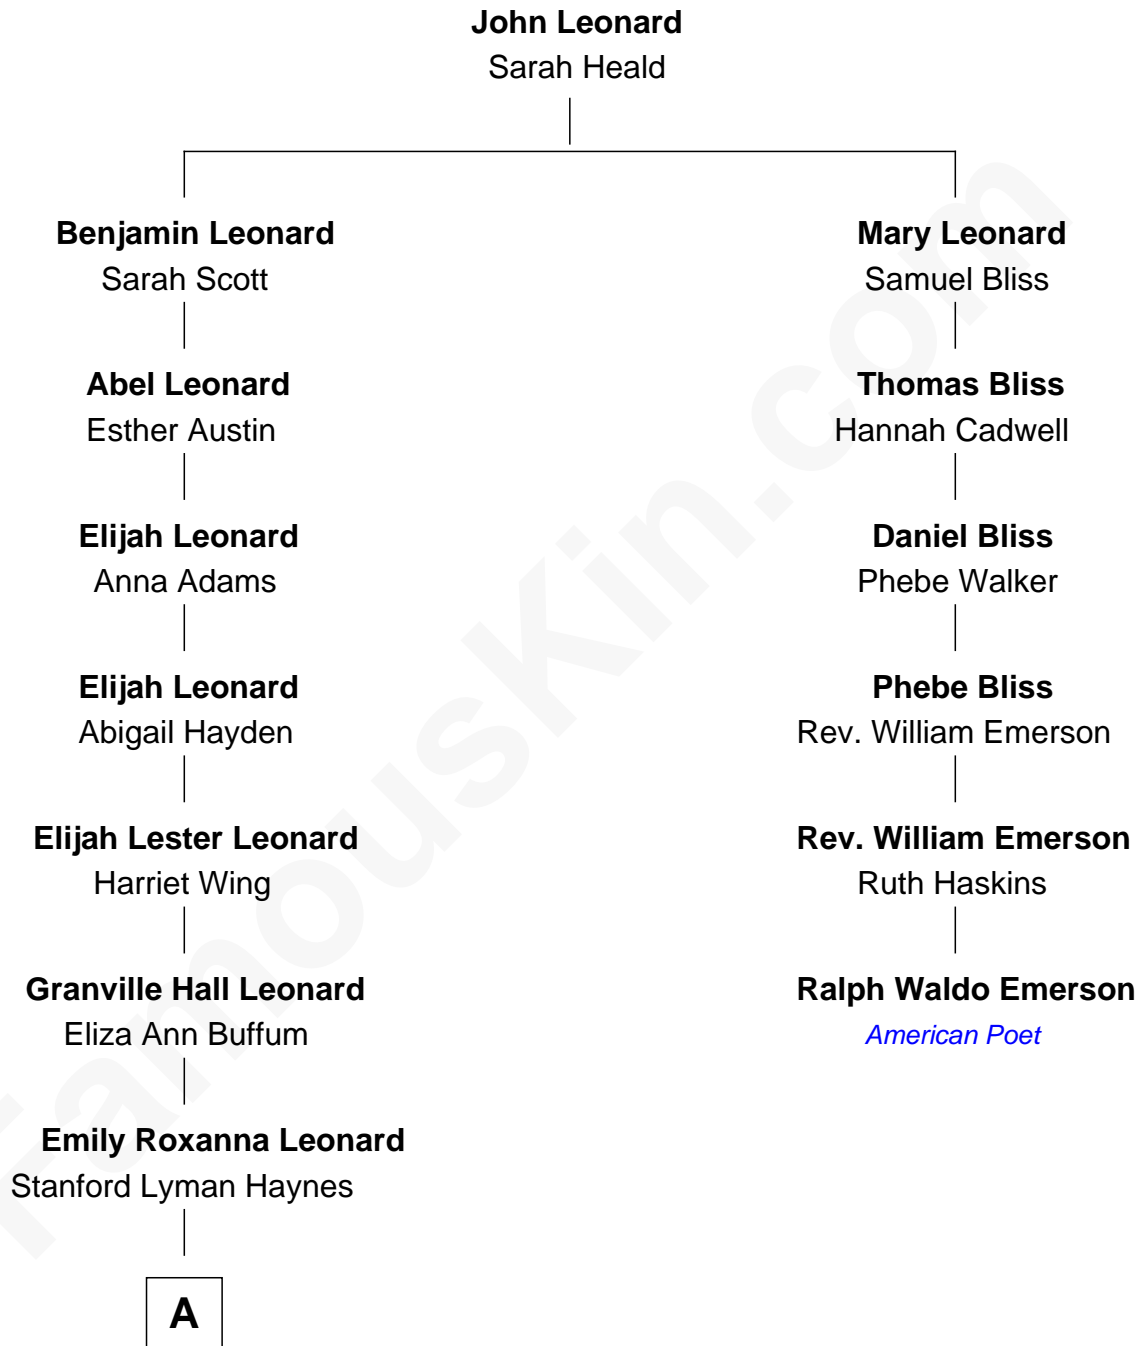 John Leonard
Sarah Heald
Benjamin Leonard
Sarah Scott
Mary Leonard
Samuel Bliss
Abel Leonard
Esther Austin
Thomas Bliss
Hannah Cadwell
Elijah Leonard
Anna Adams
Daniel Bliss
Phebe Walker
Elijah Leonard
Abigail Hayden
Phebe Bliss
Rev. William Emerson
Elijah Lester Leonard
Harriet Wing
Rev. William Emerson
Ruth Haskins
Granville Hall Leonard
Eliza Ann Buffum
Ralph Waldo Emerson
American Poet
Emily Roxanna Leonard
Stanford Lyman Haynes
A
FamousKin.com